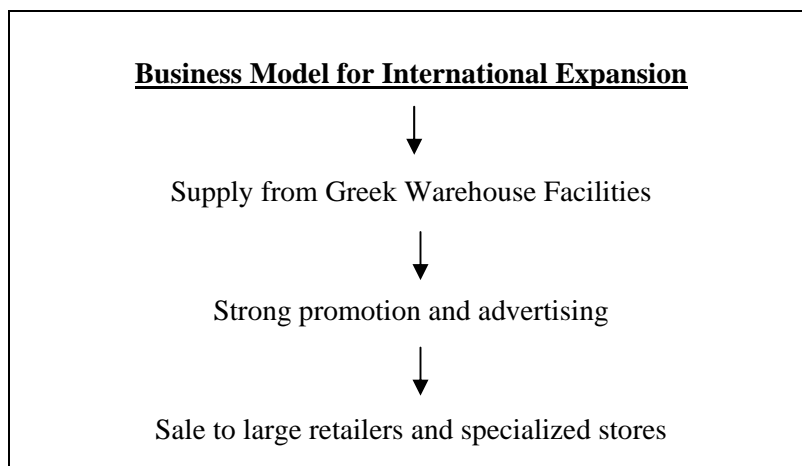 Business Model for International Expansion
Supply from Greek Warehouse Facilities
Strong promotion and advertising
Sale to large retailers and specialized stores